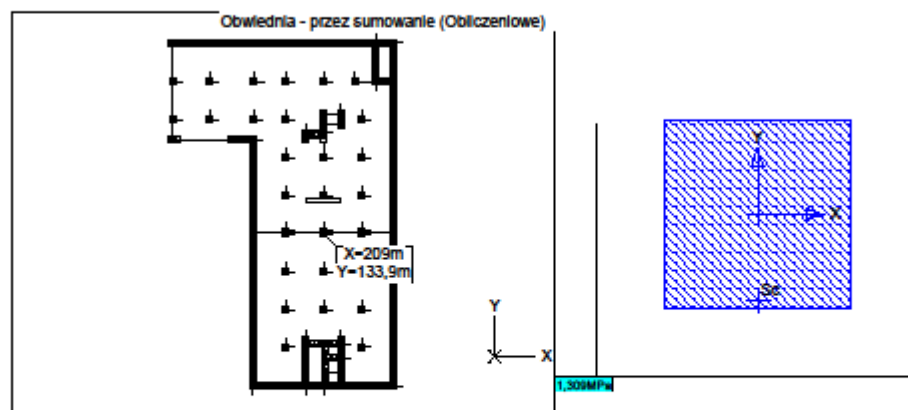 Obwiednia - przez sumowanie (Obliczeniowe)
X=209m
Y=133,9m
Y
X
Y
X
Sc
1,309MPa